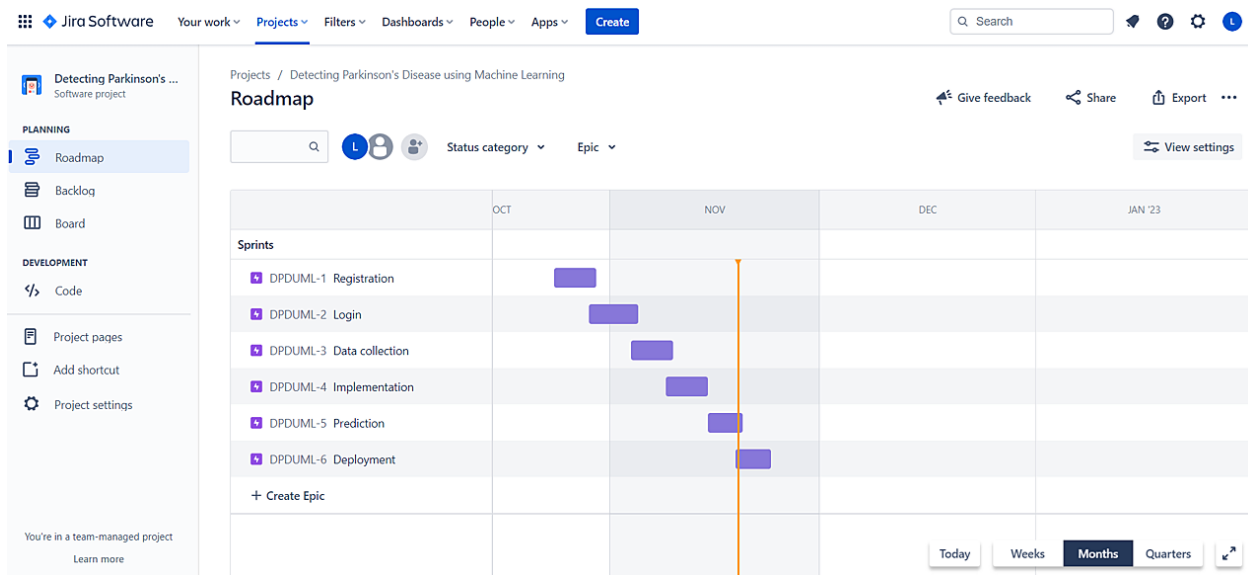 Jira Software Your work Projects Filters Dashboards People Apps Create Search L
Detecting Parkinson's ...
Software project
PLANNING
Roadmap
Backlog
Board
DEVELOPMENT
Code
Project pages
Add shortcut
Project settings
You're in a team-managed project
Learn more
Projects / Detecting Parkinson's Disease using Machine Learning
Roadmap
Give feedback Share Export
L Status category Epic View settings
OCT NOV DEC JAN '23
Sprints
DPDUML-1 Registration
DPDUML-2 Login
DPDUML-3 Data collection
DPDUML-4 Implementation
DPDUML-5 Prediction
DPDUML-6 Deployment
+ Create Epic
Today Weeks Months Quarters